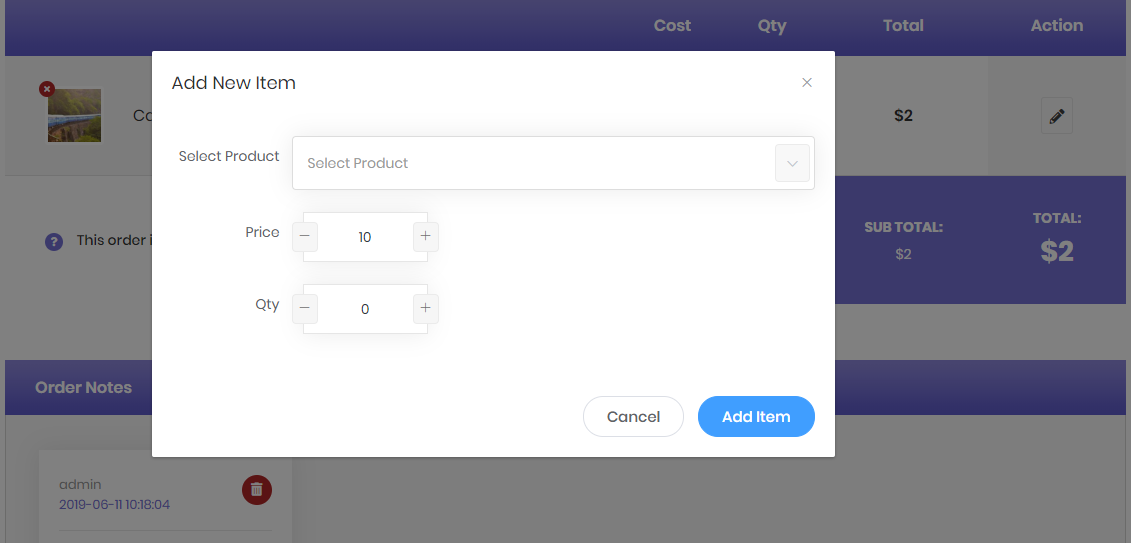 Cost Qty Total Action
Add New Item
$2
Select Product Select Product
Price 10
This order
SUB TOTAL: TOTAL:
$2 $2
Qty 0
Order Notes
Cancel Add Item
admin
2019-06-11 10:18:04